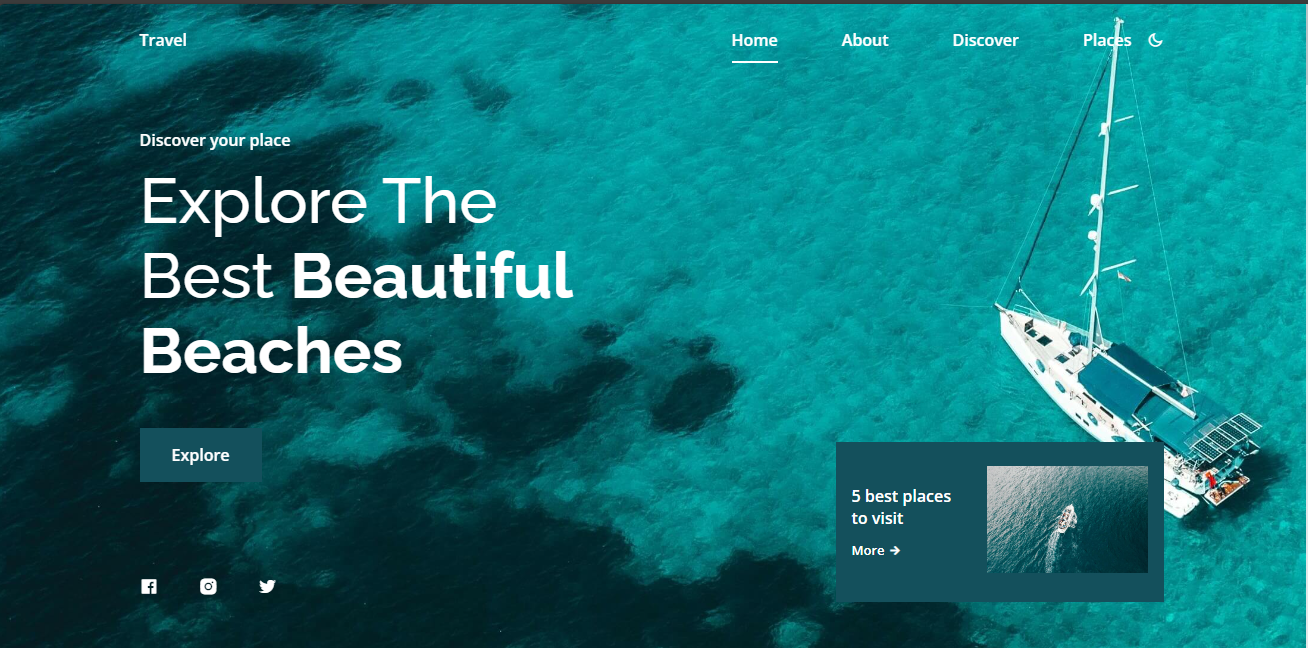 Travel
Home
About
Discover
Places
Discover your place
Explore The
Best Beautiful
Beaches
Explore
5 best places
to visit
More →